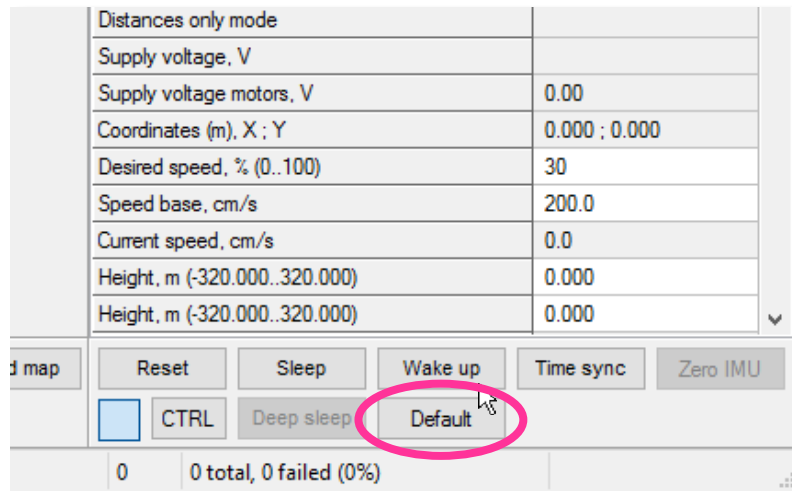 Distances only mode
Supply voltage, V
Supply voltage motors, V 0.00
Coordinates (m), X ; Y 0.000 ; 0.000
Desired speed, % (0..100) 30
Speed base, cm/s 200.0
Current speed, cm/s 0.0
Height, m (-320.000..320.000) 0.000
Height, m (-320.000..320.000) 0.000
d map Reset Sleep Wake up Time sync Zero IMU
CTRL Deep sleep Default
0 0 total, 0 failed (0%)